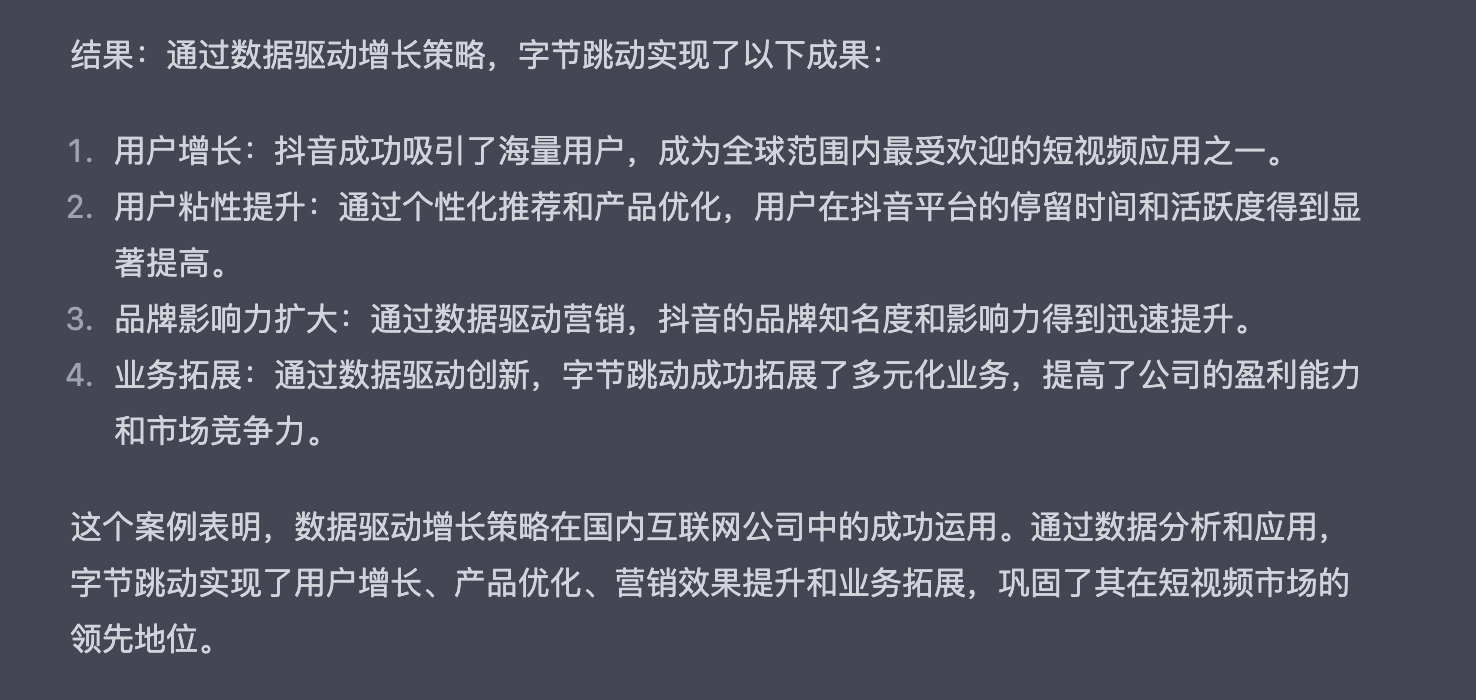 结果：通过数据驱动增长策略，字节跳动实现了以下成果：
1. 用户增长：抖音成功吸引了海量用户，成为全球范围内最受欢迎的短视频应用之一。
2. 用户粘性提升：通过个性化推荐和产品优化，用户在抖音平台的停留时间和活跃度得到显
著提高。
3. 品牌影响力扩大：通过数据驱动营销，抖音的品牌知名度和影响力得到迅速提升。
4. 业务拓展：通过数据驱动创新，字节跳动成功拓展了多元化业务，提高了公司的盈利能力
和市场竞争力。
这个案例表明，数据驱动增长策略在国内互联网公司中的成功运用。通过数据分析和应用，
字节跳动实现了用户增长、产品优化、营销效果提升和业务拓展，巩固了其在短视频市场的
领先地位。